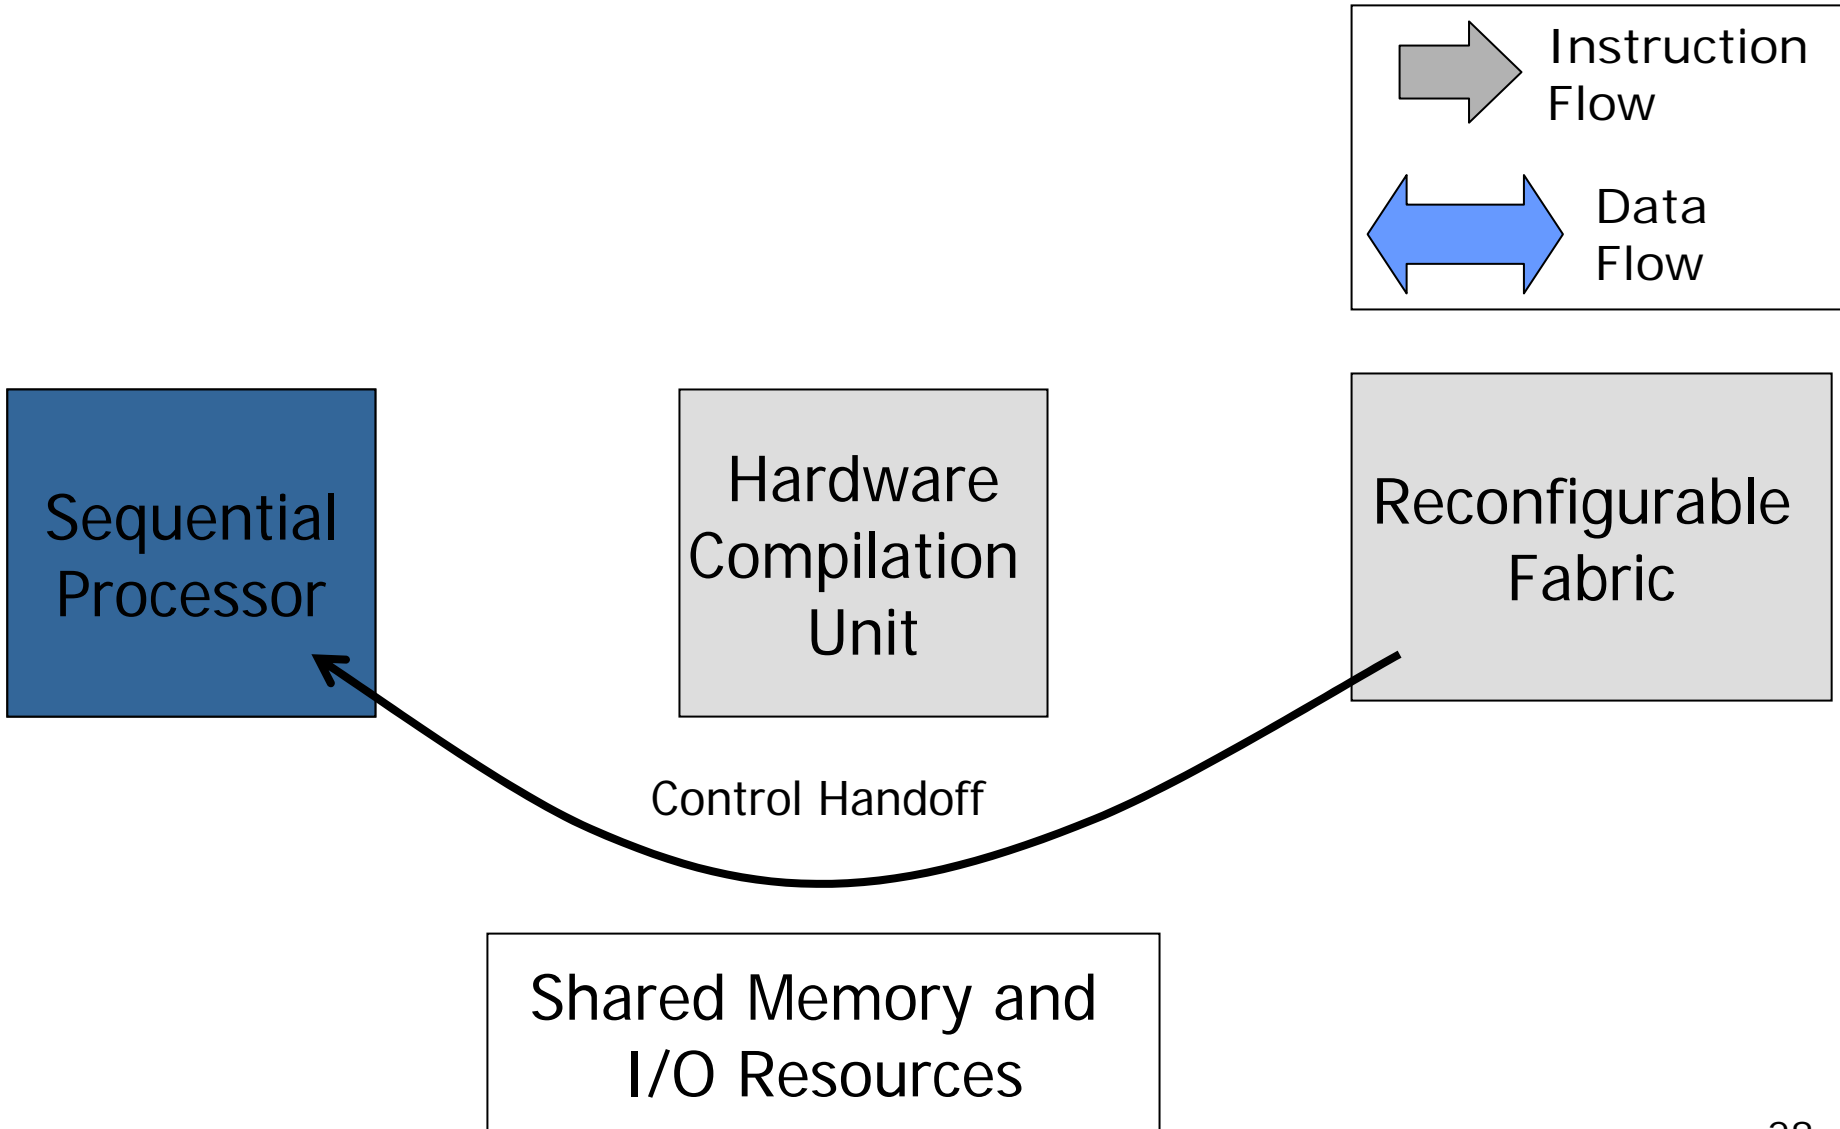 Instruction
Flow
Data
Flow
Sequential
Processor
Hardware
Compilation
Unit
Reconfigurable
Fabric
Control Handoff
Shared Memory and
I/O Resources